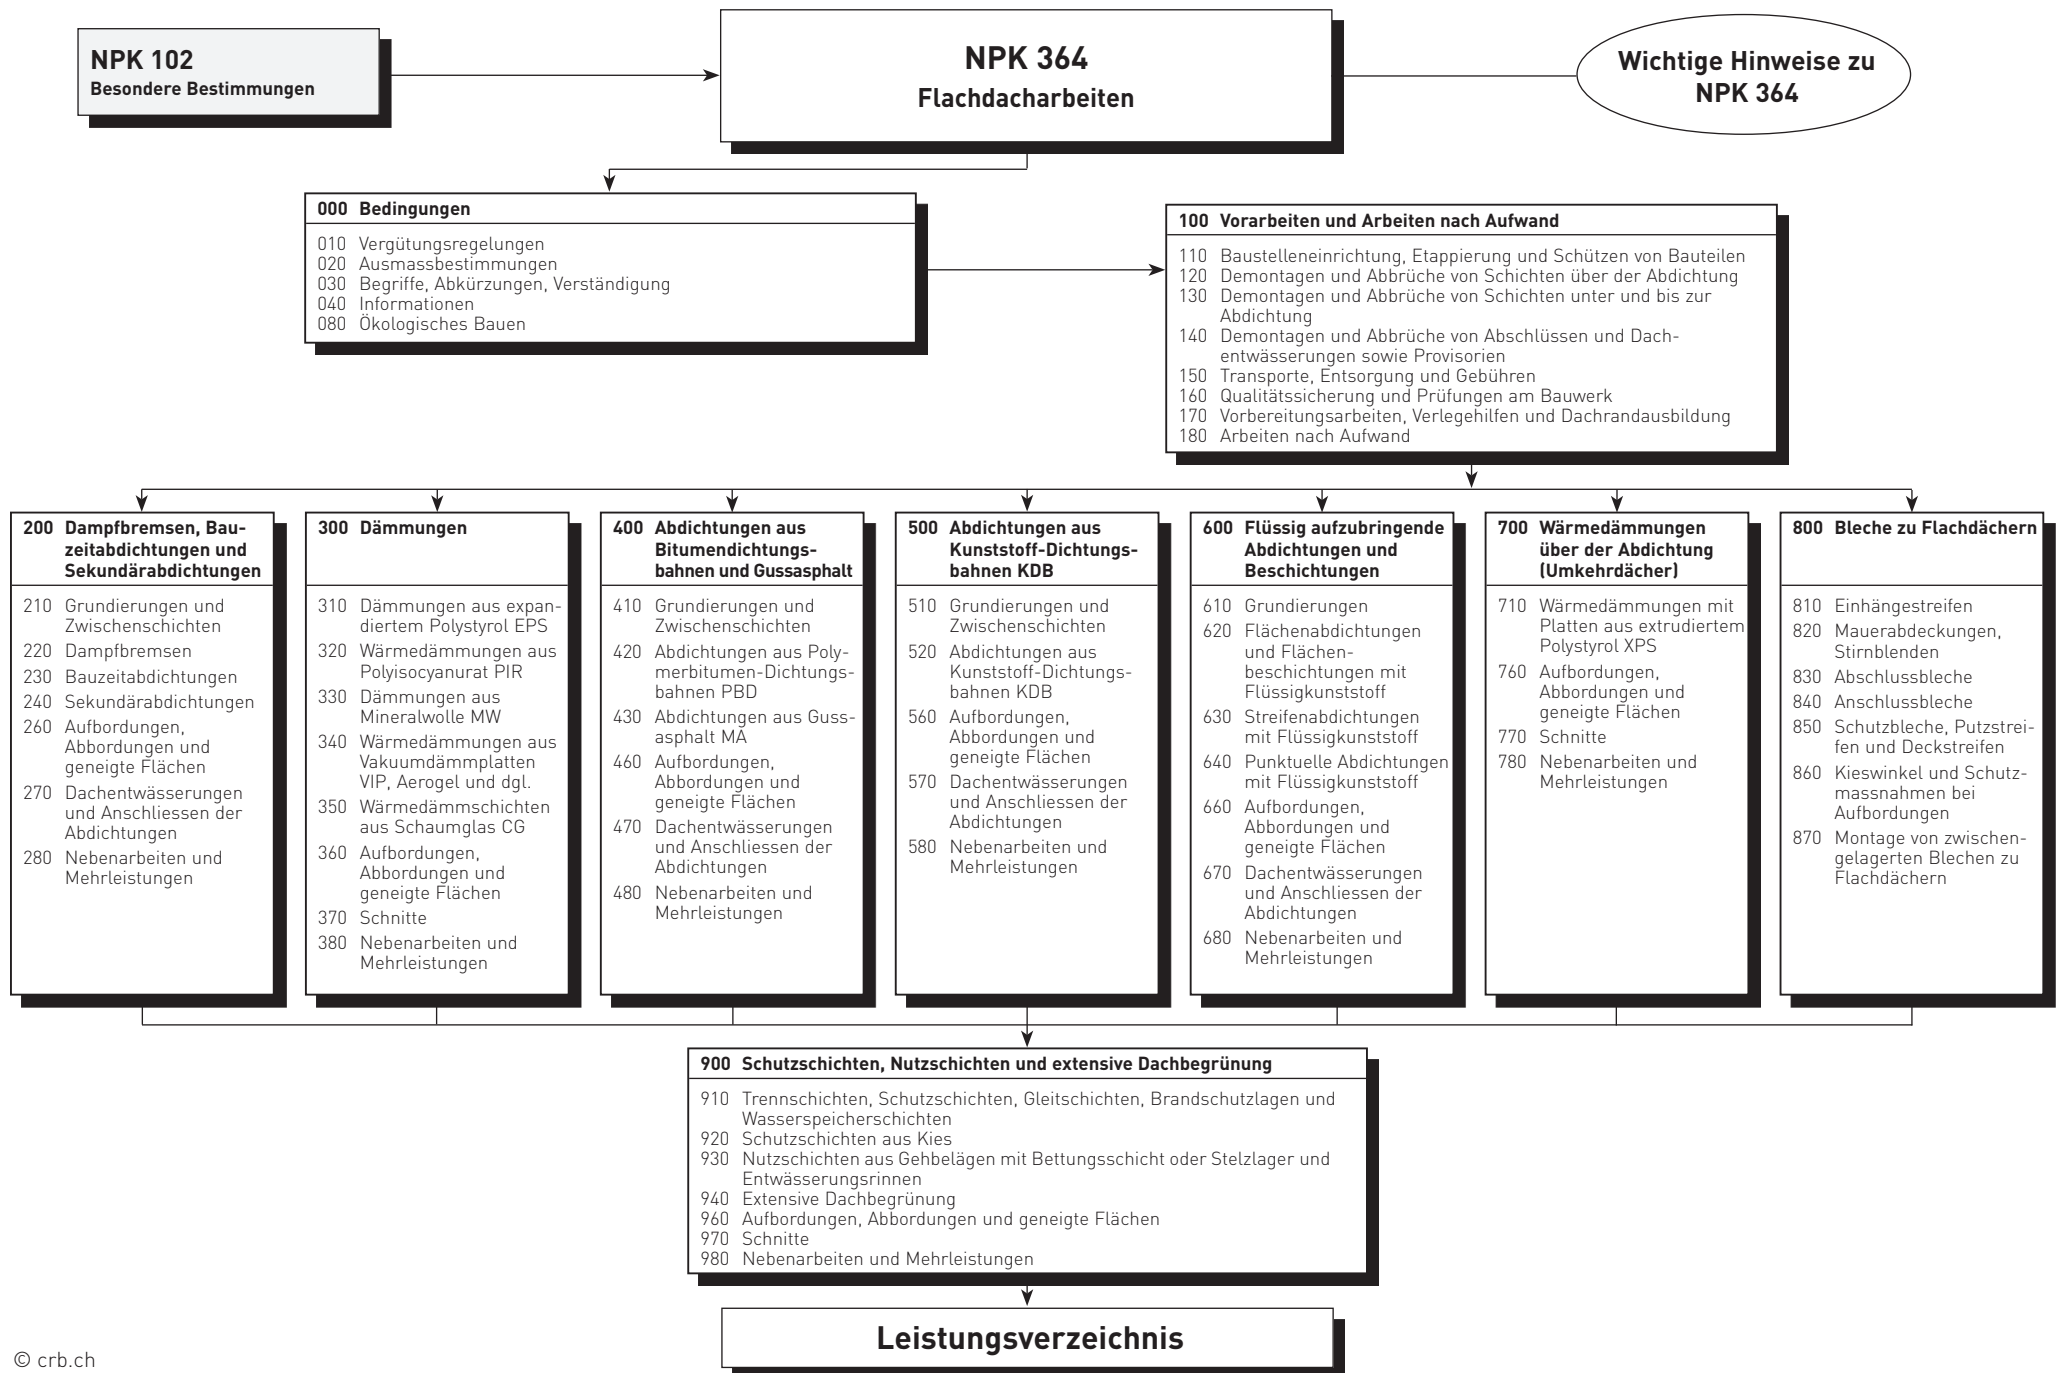 NPK 102
Besondere Bestimmungen
NPK 364
Flachdacharbeiten
Wichtige Hinweise zu
NPK 364
000 Bedingungen
010 Vergütungsregelungen
020 Ausmassbestimmungen
030 Begriffe, Abkürzungen, Verständigung
040 Informationen
080 Ökologisches Bauen
100 Vorarbeiten und Arbeiten nach Aufwand
110 Baustelleneinrichtung, Etappierung und Schützen von Bauteilen
120 Demontagen und Abbrüche von Schichten über der Abdichtung
130 Demontagen und Abbrüche von Schichten unter und bis zur
Abdichtung
140 Demontagen und Abbrüche von Abschlüssen und Dach-
entwässerungen sowie Provisorien
150 Transporte, Entsorgung und Gebühren
160 Qualitätssicherung und Prüfungen am Bauwerk
170 Vorbereitungsarbeiten, Verlegehilfen und Dachrandausbildung
180 Arbeiten nach Aufwand
200 Dampfbremsen, Bau-
zeitabdichtungen und
Sekundärabdichtungen
210 Grundierungen und
Zwischenschichten
220 Dampfbremsen
230 Bauzeitabdichtungen
240 Sekundärabdichtungen
260 Aufbordungen,
Abbordungen und
geneigte Flächen
270 Dachentwässerungen
und Anschliessen der
Abdichtungen
280 Nebenarbeiten und
Mehrleistungen
300 Dämmungen
310 Dämmungen aus expan-
diertem Polystyrol EPS
320 Wärmedämmungen aus
Polyisocyanurat PIR
330 Dämmungen aus
Mineralwolle MW
340 Wärmedämmungen aus
Vakuumdämmplatten
VIP, Aerogel und dgl.
350 Wärmedämmschichten
aus Schaumglas CG
360 Aufbordungen,
Abbordungen und
geneigte Flächen
370 Schnitte
380 Nebenarbeiten und
Mehrleistungen
400 Abdichtungen aus
Bitumendichtungs-
bahnen und Gussasphalt
410 Grundierungen und
Zwischenschichten
420 Abdichtungen aus Poly-
merbitumen-Dichtungs-
bahnen PBD
430 Abdichtungen aus Guss-
asphalt MA
460 Aufbordungen,
Abbordungen und
geneigte Flächen
470 Dachentwässerungen
und Anschliessen der
Abdichtungen
480 Nebenarbeiten und
Mehrleistungen
500 Abdichtungen aus
Kunststoff-Dichtungs-
bahnen KDB
510 Grundierungen und
Zwischenschichten
520 Abdichtungen aus
Kunststoff-Dichtungs-
bahnen KDB
560 Aufbordungen,
Abbordungen und
geneigte Flächen
570 Dachentwässerungen
und Anschliessen der
Abdichtungen
580 Nebenarbeiten und
Mehrleistungen
600 Flüssig aufzubringende
Abdichtungen und
Beschichtungen
610 Grundierungen
620 Flächenabdichtungen
und Flächen-
beschichtungen mit
Flüssigkunststoff
630 Streifenabdichtungen
mit Flüssigkunststoff
640 Punktuelle Abdichtungen
mit Flüssigkunststoff
660 Aufbordungen,
Abbordungen und
geneigte Flächen
670 Dachentwässerungen
und Anschliessen der
Abdichtungen
680 Nebenarbeiten und
Mehrleistungen
700 Wärmedämmungen
über der Abdichtung
(Umkehrdächer)
710 Wärmedämmungen mit
Platten aus extrudiertem
Polystyrol XPS
760 Aufbordungen,
Abbordungen und
geneigte Flächen
770 Schnitte
780 Nebenarbeiten und
Mehrleistungen
800 Bleche zu Flachdächern
810 Einhängestreifen
820 Mauerabdeckungen,
Stirnblenden
830 Abschlussbleche
840 Anschlussbleche
850 Schutzbleche, Putzstrei-
fen und Deckstreifen
860 Kieswinkel und Schutz-
massnahmen bei
Aufbordungen
870 Montage von zwischen-
gelagerten Blechen zu
Flachdächern
900 Schutzschichten, Nutzschichten und extensive Dachbegrünung
910 Trennschichten, Schutzschichten, Gleitschichten, Brandschutzlagen und
Wasserspeicherschichten
920 Schutzschichten aus Kies
930 Nutzschichten aus Gehbelägen mit Bettungsschicht oder Stelzlager und
Entwässerungsrinnen
940 Extensive Dachbegrünung
960 Aufbordungen, Abbordungen und geneigte Flächen
970 Schnitte
980 Nebenarbeiten und Mehrleistungen
Leistungsverzeichnis
© crb.ch